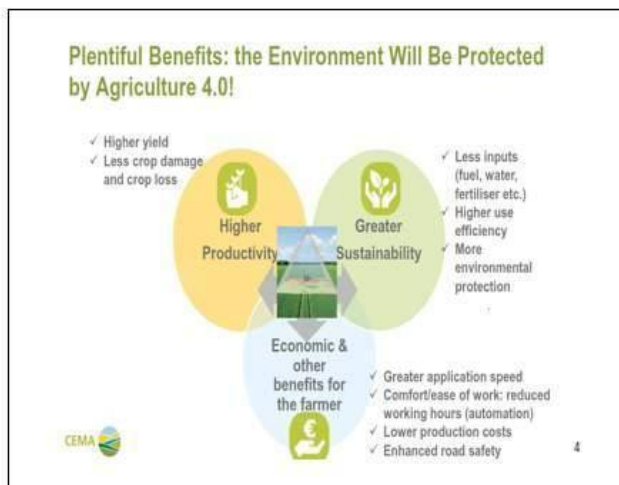 Plentiful Benefits: the Environment Will Be Protected
by Agriculture 4.0!
✓ Higher yield
✓ Less crop damage
and crop loss
Higher
Productivity
Greater
Sustainability
✓ Less inputs
(fuel, water,
fertiliser etc.)
✓ Higher use
efficiency
✓ More
environmental
protection
Economic &
other
benefits for
the farmer
€
✓ Greater application speed
✓ Comfort/ease of work: reduced
working hours (automation)
✓ Lower production costs
✓ Enhanced road safety
CEMA
4